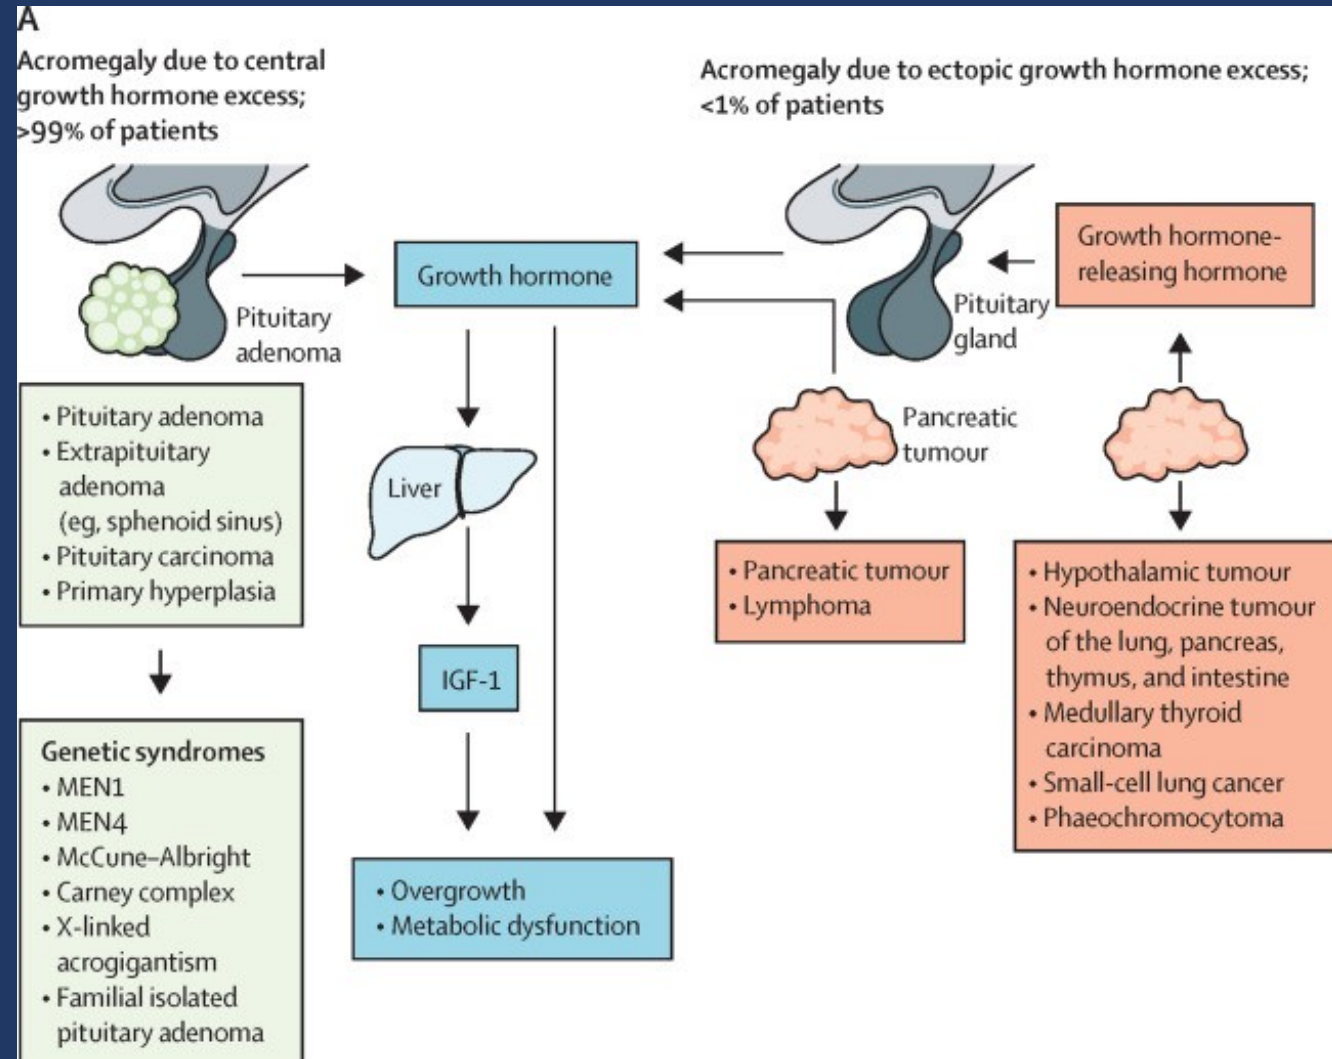 A
Acromegaly due to central
growth hormone excess;
>99% of patients
Pituitary
adenoma
• Pituitary adenoma
• Extrapituitary
adenoma
(eg, sphenoid sinus)
• Pituitary carcinoma
• Primary hyperplasia
Genetic syndromes
• MEN1
• MEN4
• McCune–Albright
• Carney complex
• X-linked
acrogigantism
• Familial isolated
pituitary adenoma
Growth hormone
Liver
IGF-1
• Overgrowth
• Metabolic dysfunction
Acromegaly due to ectopic growth hormone excess;
<1% of patients
Pituitary
gland
Growth hormone-
releasing hormone
Pancreatic
tumour
• Pancreatic tumour
• Lymphoma
• Hypothalamic tumour
• Neuroendocrine tumour
of the lung, pancreas,
thymus, and intestine
• Medullary thyroid
carcinoma
• Small-cell lung cancer
• Phaeochromocytoma